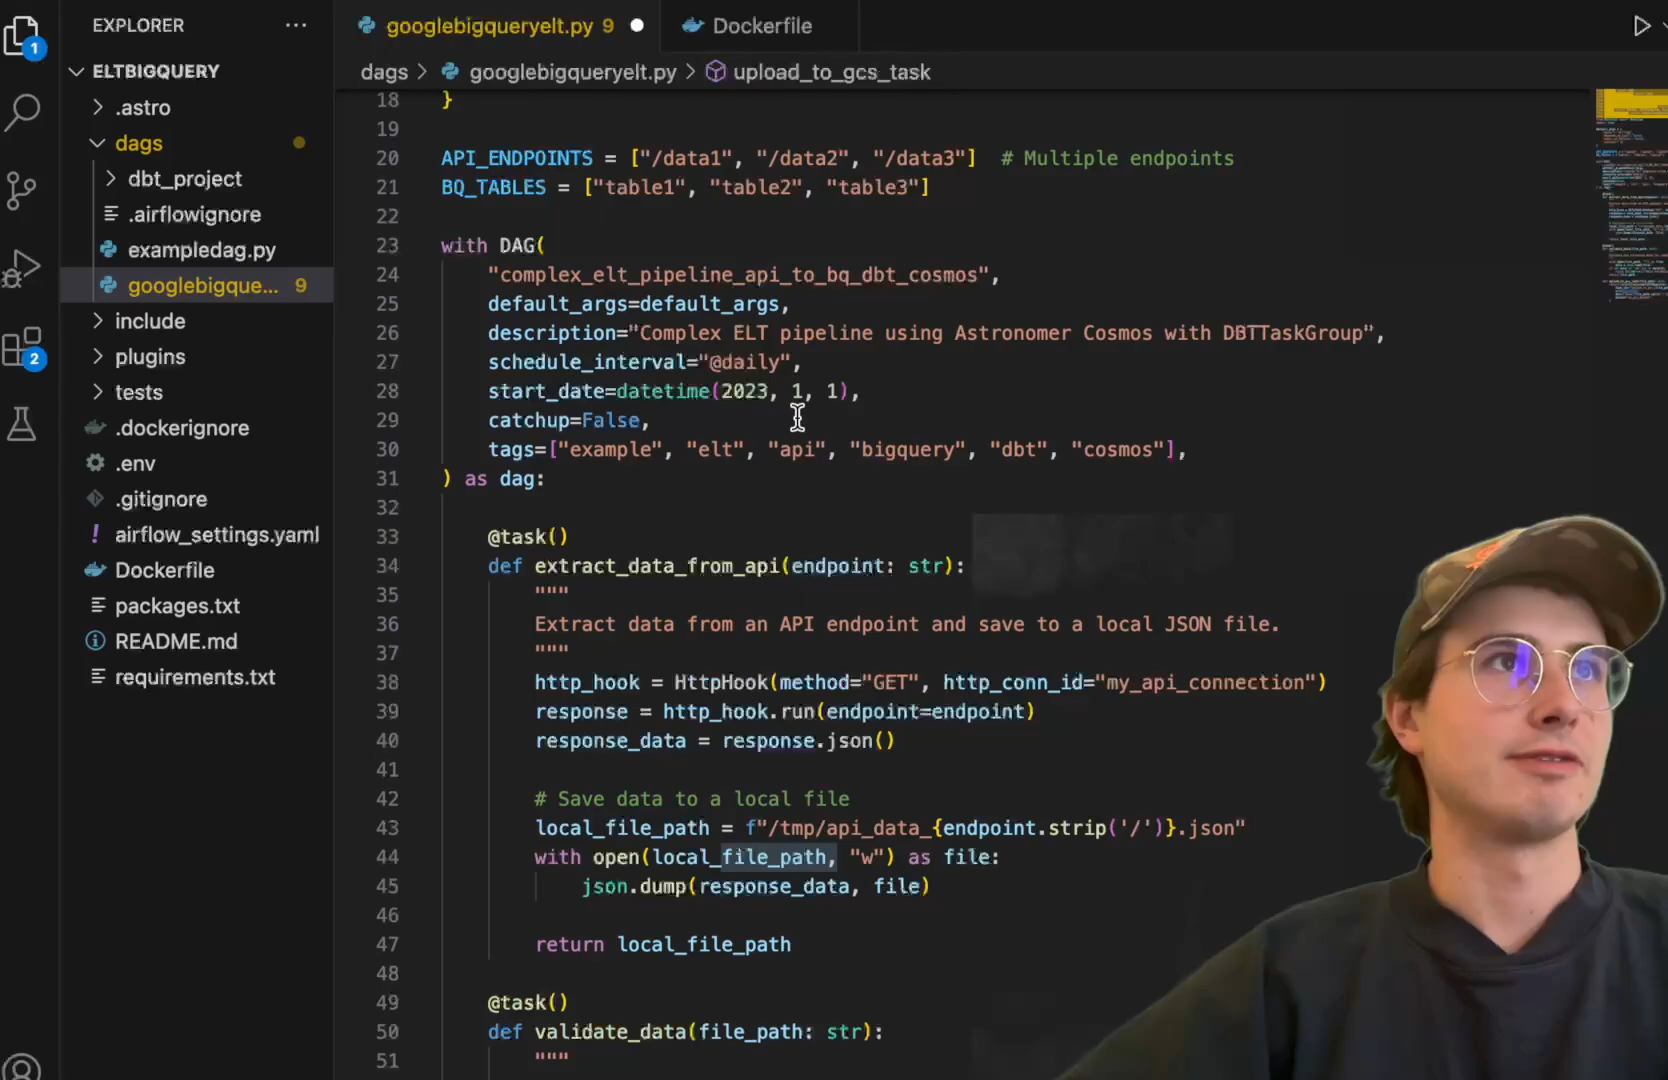 EXPLORER
ELTBIGQUERY
.astro
dags
dbt_project
.airflowignore
exampledag.py
googlebigque... 9
include
plugins
tests
.dockerignore
.env
.gitignore
! airflow_settings.yaml
Dockerfile
packages.txt
README.md
requirements.txt
1
2
googlebigqueryelt.py 9
Dockerfile
dags > googlebigqueryelt.py > upload_to_gcs_task
18 }
19
20 API_ENDPOINTS = ["/data1", "/data2", "/data3"]  # Multiple endpoints
21 BQ_TABLES = ["table1", "table2", "table3"]
22
23 with DAG(
24     "complex_elt_pipeline_api_to_bq_dbt_cosmos",
25     default_args=default_args,
26     description="Complex ELT pipeline using Astronomer Cosmos with DBTTaskGroup",
27     schedule_interval="@daily",
28     start_date=datetime(2023, 1, 1),
29     catchup=False,
30     tags=["example", "elt", "api", "bigquery", "dbt", "cosmos"],
31 ) as dag:
32
33     @task()
34     def extract_data_from_api(endpoint: str):
35         """
36         Extract data from an API endpoint and save to a local JSON file.
37         """
38         http_hook = HttpHook(method="GET", http_conn_id="my_api_connection")
39         response = http_hook.run(endpoint=endpoint)
40         response_data = response.json()
41
42         # Save data to a local file
43         local_file_path = f"/tmp/api_data_{endpoint.strip('/')}.json"
44         with open(local_file_path, "w") as file:
45             json.dump(response_data, file)
46
47         return local_file_path
48
49     @task()
50     def validate_data(file_path: str):
51         """